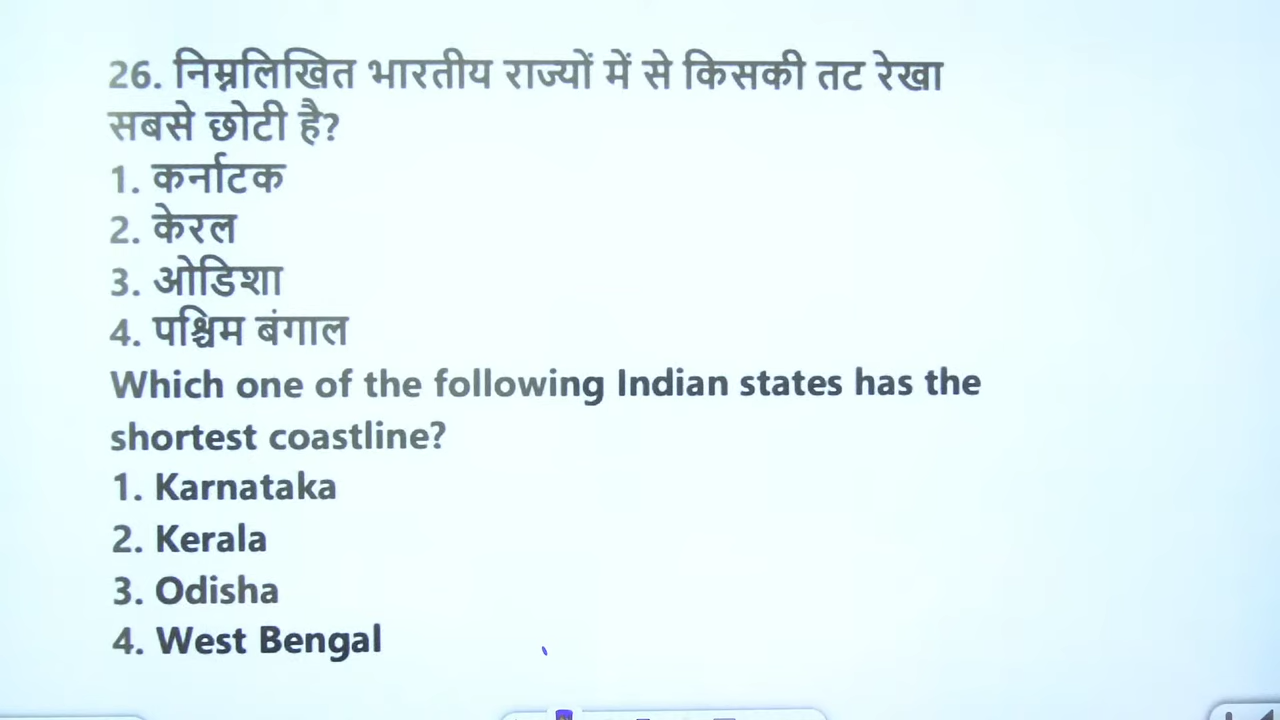 26. निम्नलिखित भारतीय राज्यों में से किसकी तट रेखा
सबसे छोटी है?
1. कर्नाटक
2. केरल
3. ओडिशा
4. पश्चिम बंगाल
Which one of the following Indian states has the
shortest coastline?
1. Karnataka
2. Kerala
3. Odisha
4. West Bengal